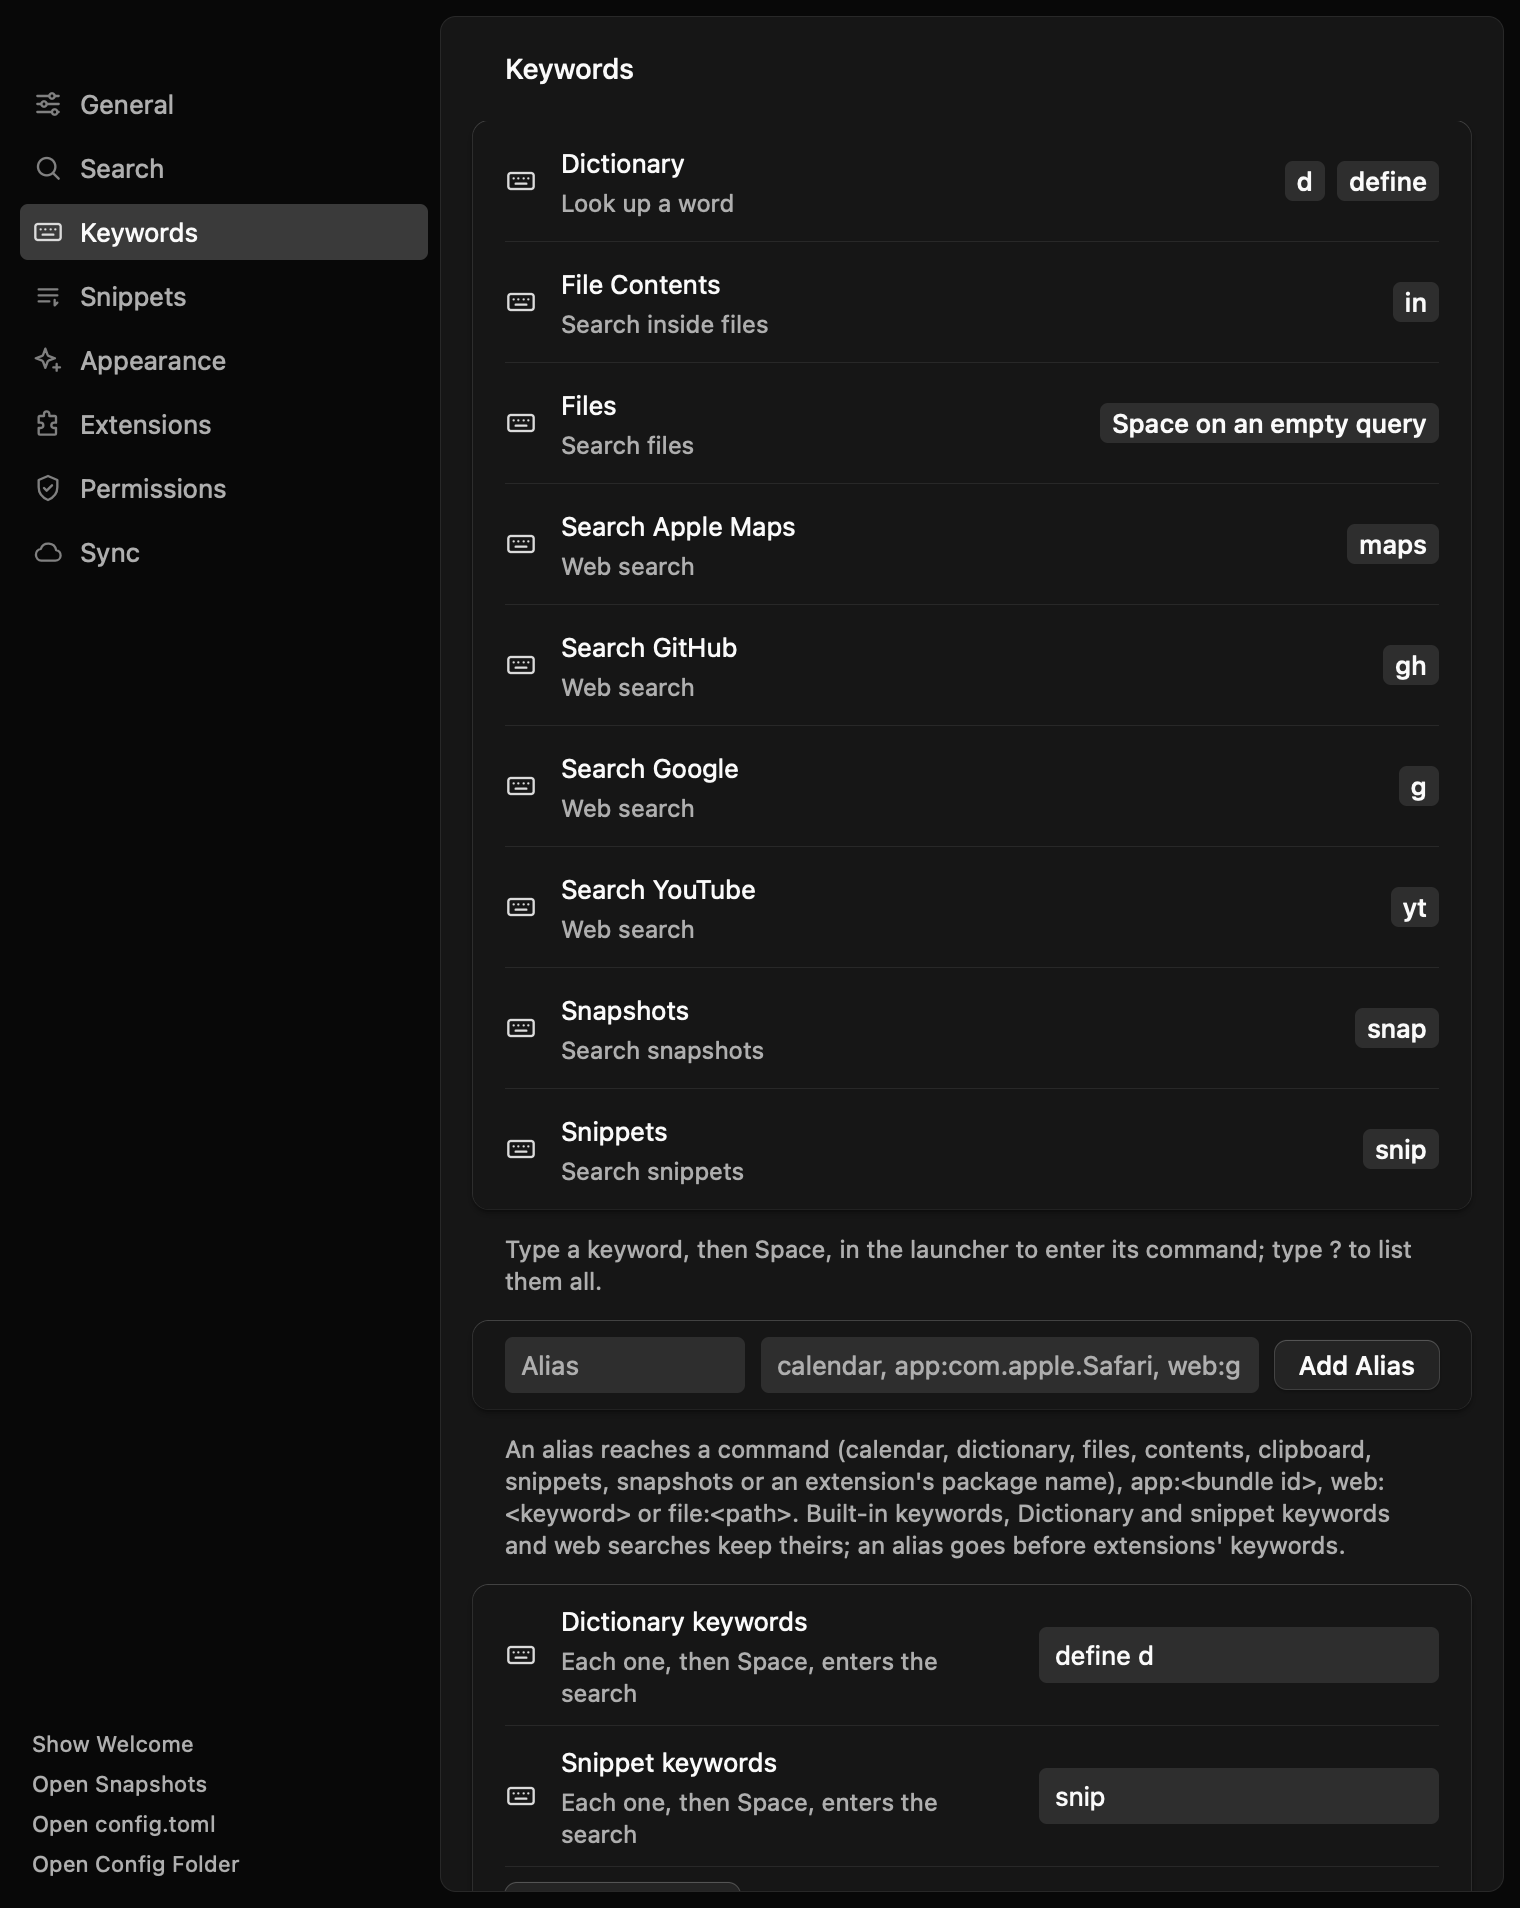 General
Search
Keywords
Snippets
Appearance
Extensions
Permissions
Sync
Show Welcome
Open Snapshots
Open config.toml
Open Config Folder
Keywords
Dictionary
Look up a word
d define
File Contents
Search inside files
in
Files
Search files
Space on an empty query
Search Apple Maps
Web search
maps
Search GitHub
Web search
gh
Search Google
Web search
g
Search YouTube
Web search
yt
Snapshots
Search snapshots
snap
Snippets
Search snippets
snip
Type a keyword, then Space, in the launcher to enter its command; type ? to list
them all.
Alias
calendar, app:com.apple.Safari, web:g
Add Alias
An alias reaches a command (calendar, dictionary, files, contents, clipboard,
snippets, snapshots or an extension's package name), app:<bundle id>, web:
<keyword> or file:<path>. Built-in keywords, Dictionary and snippet keywords
and web searches keep theirs; an alias goes before extensions' keywords.
Dictionary keywords
Each one, then Space, enters the
search
define d
Snippet keywords
Each one, then Space, enters the
search
snip